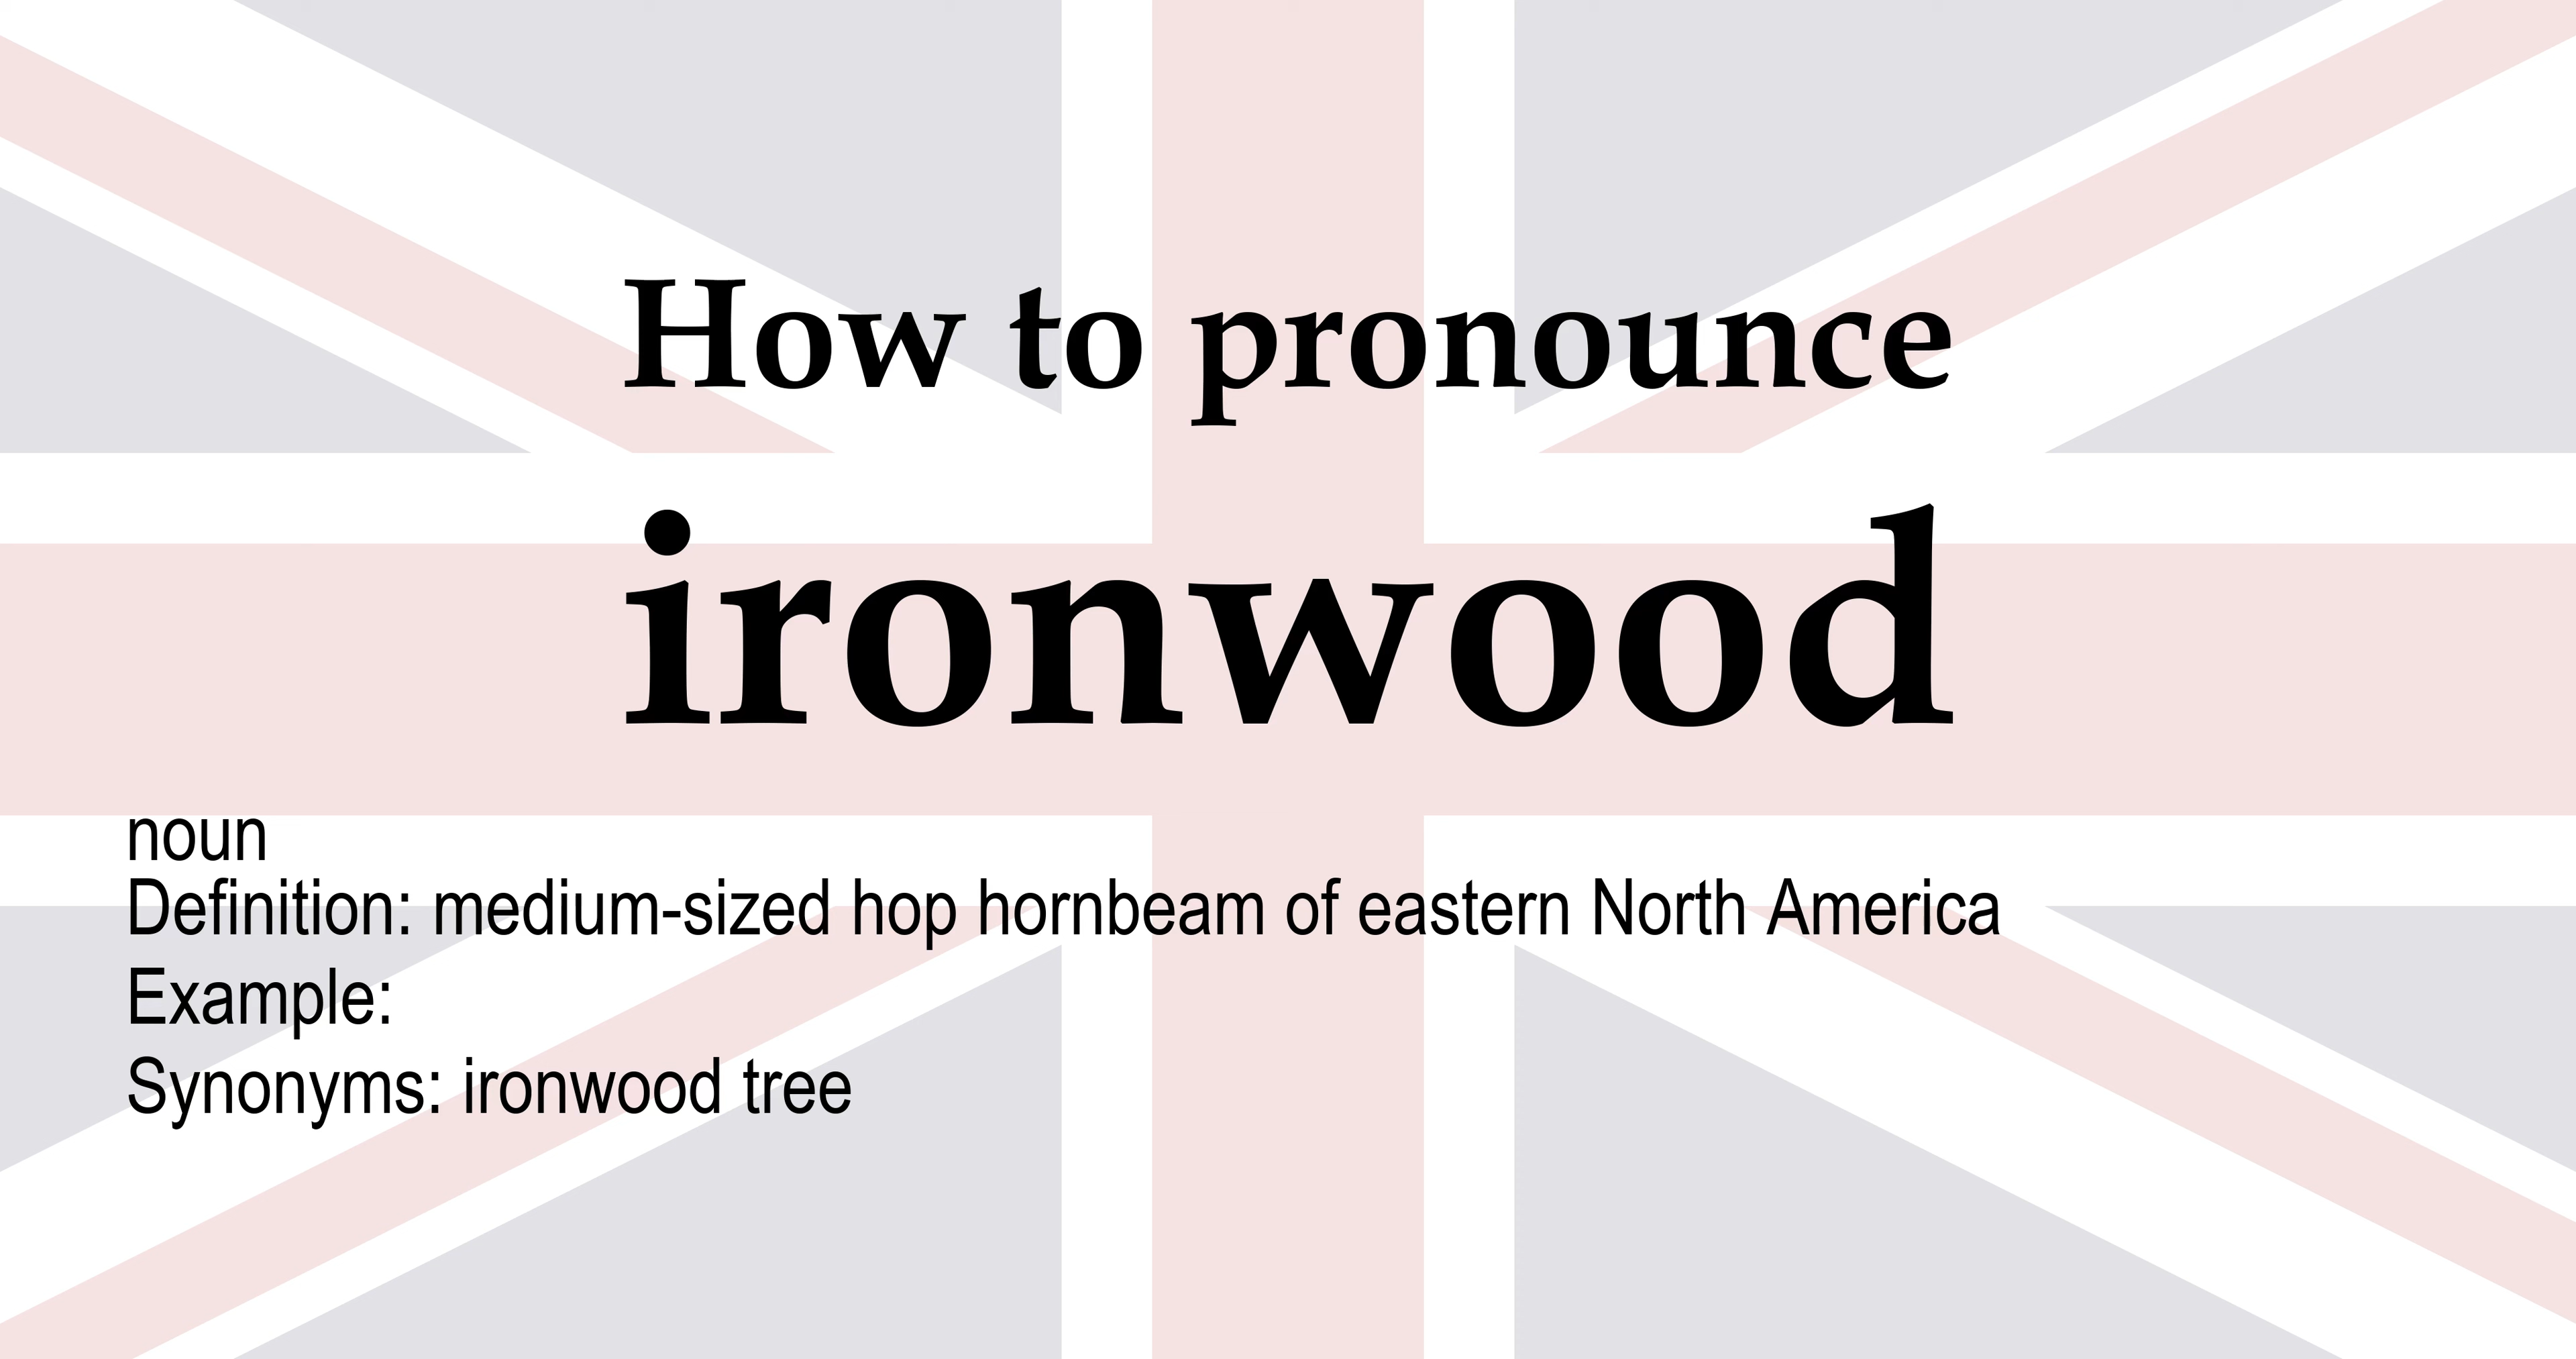 How to pronounce
ironwood
noun
Definition: medium-sized hop hornbeam of eastern North America
Example:
Synonyms: ironwood tree